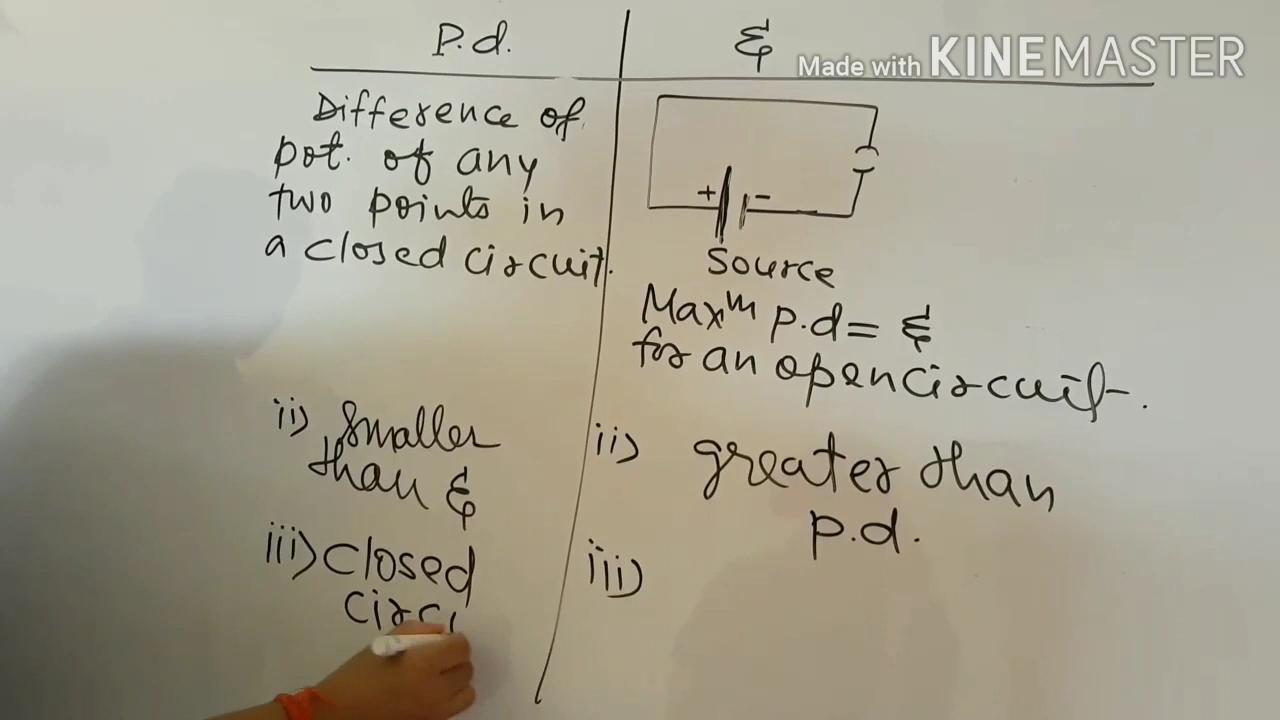 P.d.
ξ
Made with KINEMASTER
Difference of
pot. of any
two points in
a closed circuit.
+ -
Source
Maxᵐ p.d = ξ
for an open circuit.
ii) Smaller
than ξ
ii) greater than
p.d.
iii) closed
circ
iii)